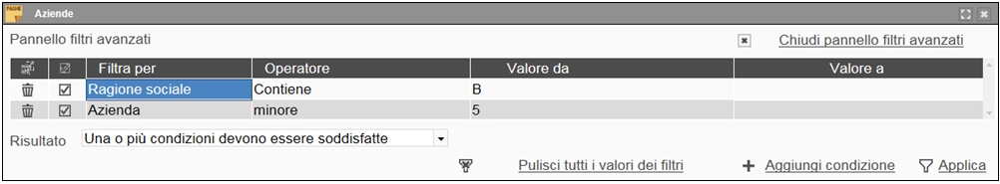 PAGHE Aziende
Pannello filtri avanzati Chiudi pannello filtri avanzati
Filtra per Operatore Valore da Valore a
Ragione sociale Contiene B
Azienda minore 5
Risultato Una o più condizioni devono essere soddisfatte
Pulisci tutti i valori dei filtri Aggiungi condizione Applica